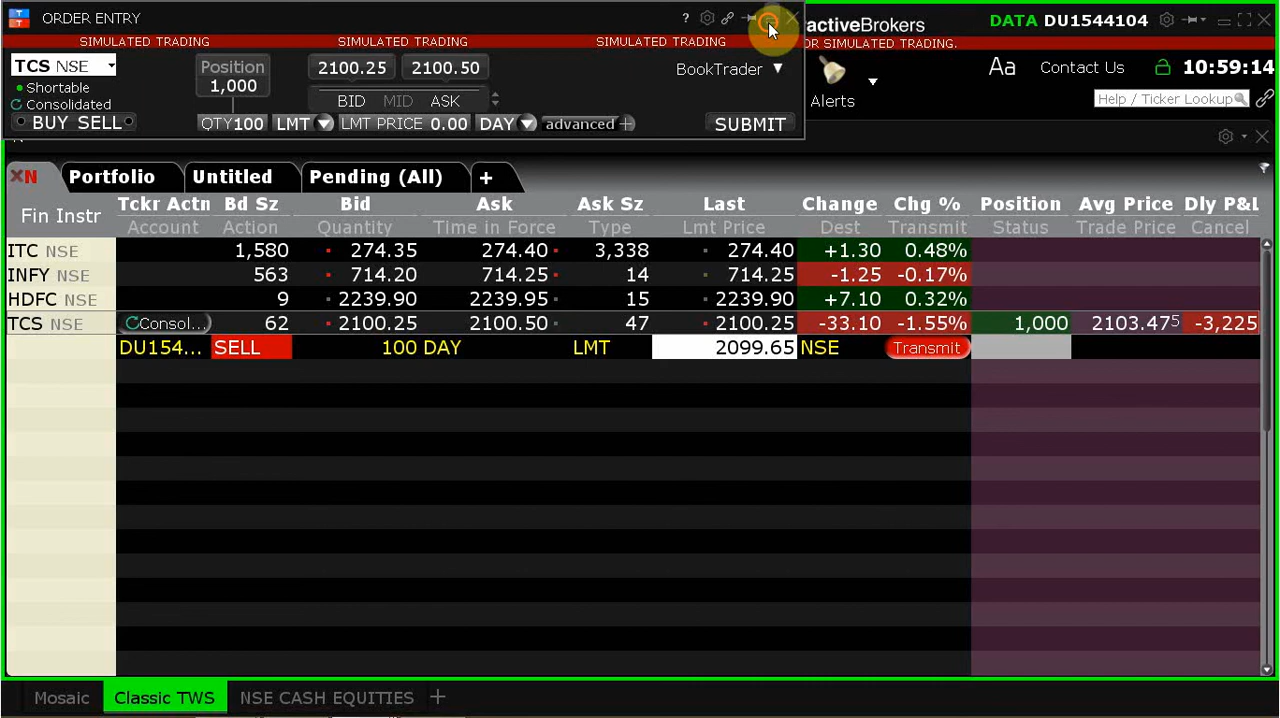 ORDER ENTRY ?
activeBrokers DATA DU1544104
SIMULATED TRADING SIMULATED TRADING SIMULATED TRADING OR SIMULATED TRADING.
TCS NSE Position 2100.25 2100.50 BookTrader Aa Contact Us 10:59:14
Shortable 1,000
Consolidated BID MID ASK Alerts Help / Ticker Lookup
BUY SELL QTY 100 LMT LMT PRICE 0.00 DAY advanced + SUBMIT
N Portfolio Untitled Pending (All) +
Fin Instr Tckr Actn Bd Sz Bid Ask Ask Sz Last Change Chg % Position Avg Price Dly P&L
Account Action Quantity Time in Force Type Lmt Price Dest Transmit Status Trade Price Cancel
ITC NSE 1,580 274.35 274.40 3,338 274.40 +1.30 0.48%
INFY NSE 563 714.20 714.25 14 714.25 -1.25 -0.17%
HDFC NSE 9 2239.90 2239.95 15 2239.90 +7.10 0.32%
TCS NSE Consol... 62 2100.25 2100.50 47 2100.25 -33.10 -1.55% 1,000 2103.475 -3,225
DU154... SELL 100 DAY LMT 2099.65 NSE Transmit
Mosaic Classic TWS NSE CASH EQUITIES +